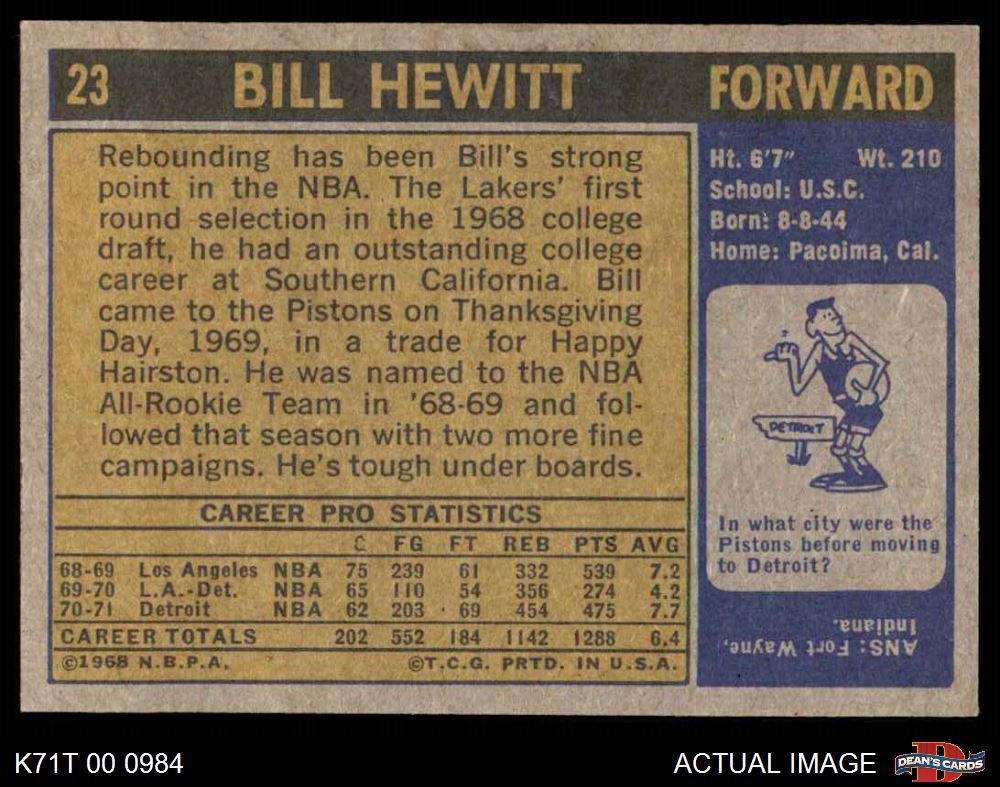 23 BILL HEWITT FORWARD
Rebounding has been Bill's strong
point in the NBA. The Lakers' first
round selection in the 1968 college
draft, he had an outstanding college
career at Southern California. Bill
came to the Pistons on Thanksgiving
Day, 1969, in a trade for Happy
Hairston. He was named to the NBA
All-Rookie Team in '68-69 and fol-
lowed that season with two more fine
campaigns. He's tough under boards.
CAREER PRO STATISTICS
G FG FT REB PTS AVG
68-69 Los Angeles NBA 75 239 61 332 539 7.2
69-70 L.A.-Det. NBA 65 110 54 356 274 4.2
70-71 Detroit NBA 62 203 69 454 475 7.7
CAREER TOTALS 202 552 184 1142 1288 6.4
©1968 N.B.P.A. ©T.C.G. PRTD. IN U.S.A.
Ht. 6'7" Wt. 210
School: U.S.C.
Born: 8-8-44
Home: Pacoima, Cal.
DETROIT
In what city were the
Pistons before moving
to Detroit?
ANS: Fort Wayne,
Indiana.
K71T 00 0984 ACTUAL IMAGE
D
DEAN'S CARDS